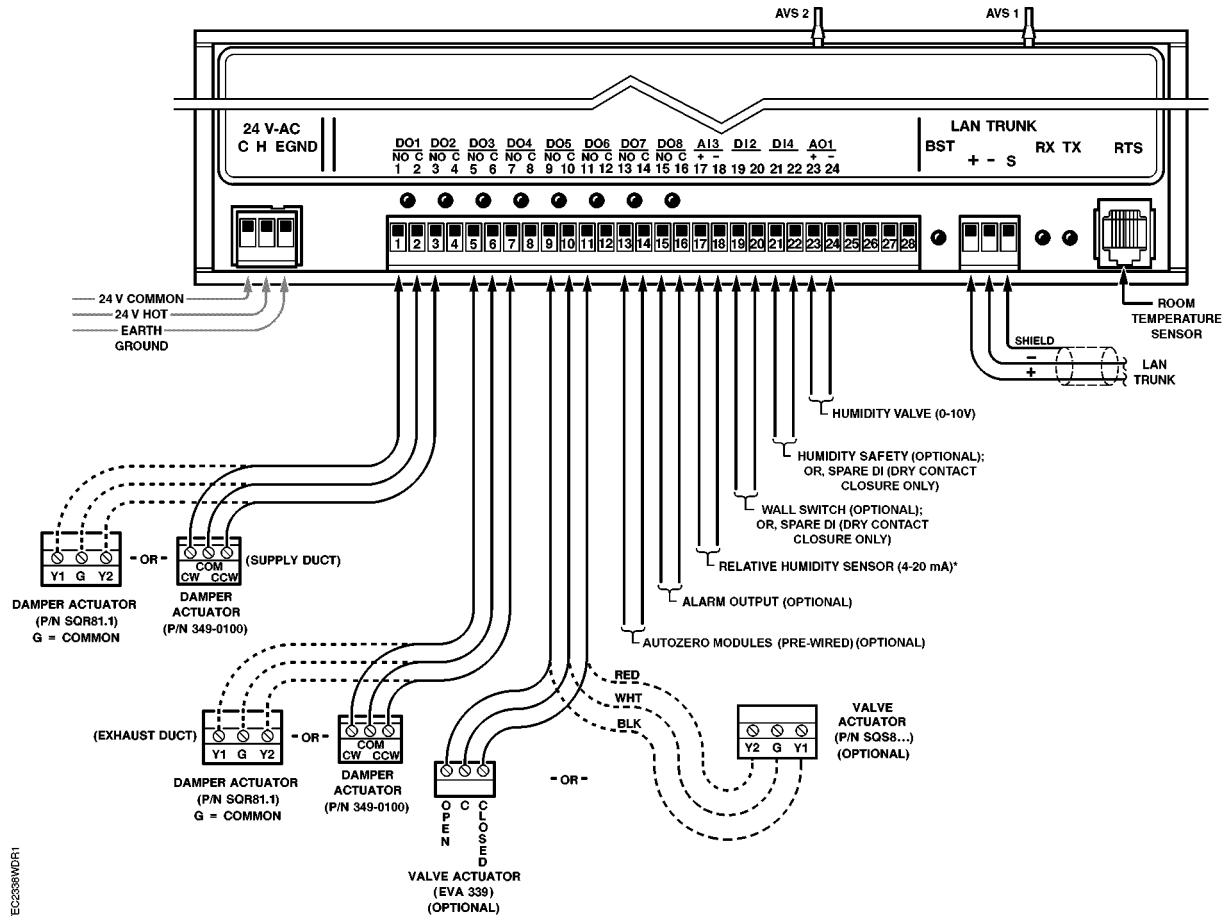 AVS 2
AVS 1
24 V-AC
C H EGND
DO1 DO2 DO3 DO4 DO5 DO6 DO7 DO8 AI3 DI2 DI4 AO1
NO C NO C NO C NO C NO C NO C NO C NO C + − + −
1 2 3 4 5 6 7 8 9 10 11 12 13 14 15 16 17 18 19 20 21 22 23 24
LAN TRUNK
BST
+ − S
RX TX
RTS
1 2 3 4 5 6 7 8 9 10 11 12 13 14 15 16 17 18 19 20 21 22 23 24 25 26 27 28
24 V COMMON
24 V HOT
EARTH
GROUND
ROOM
TEMPERATURE
SENSOR
SHIELD
−
+
LAN
TRUNK
HUMIDITY VALVE (0-10V)
HUMIDITY SAFETY (OPTIONAL);
OR, SPARE DI (DRY CONTACT
CLOSURE ONLY)
WALL SWITCH (OPTIONAL);
OR, SPARE DI (DRY CONTACT
CLOSURE ONLY)
RELATIVE HUMIDITY SENSOR (4-20 mA)*
ALARM OUTPUT (OPTIONAL)
AUTOZERO MODULES (PRE-WIRED) (OPTIONAL)
Y1 G Y2
- OR -
COM
CW CCW
(SUPPLY DUCT)
DAMPER ACTUATOR
(P/N SQR81.1)
G = COMMON
DAMPER
ACTUATOR
(P/N 349-0100)
(EXHAUST DUCT)
Y1 G Y2
- OR -
COM
CW CCW
DAMPER ACTUATOR
(P/N SQR81.1)
G = COMMON
DAMPER
ACTUATOR
(P/N 349-0100)
RED
WHT
BLK
OPEN
C
CLOSED
VALVE ACTUATOR
(EVA 339)
(OPTIONAL)
- OR -
Y2 G Y1
VALVE
ACTUATOR
(P/N SQS8...)
(OPTIONAL)
EC2338WDR1